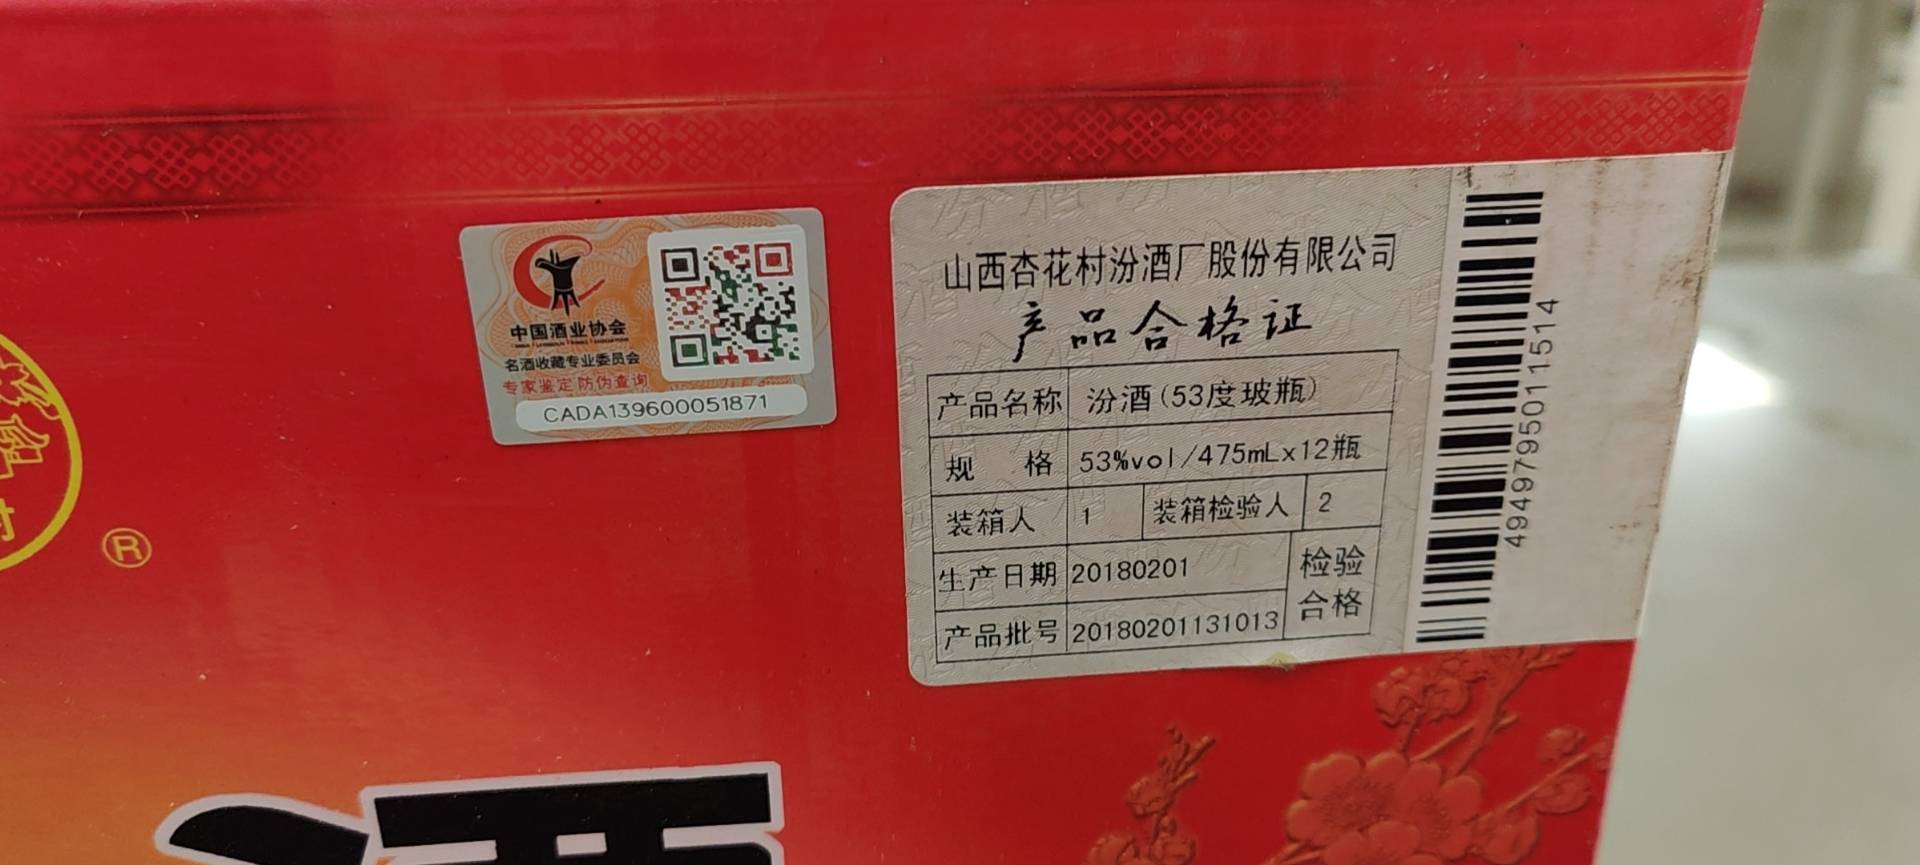 中国酒业协会
名酒收藏专业委员会
专家鉴定 防伪查询
CADA139600051871
山西杏花村汾酒厂股份有限公司
产品合格证
产品名称 汾酒(53度玻瓶)
规格 53%vol/475mLx12瓶
装箱人 1 装箱检验人 2
生产日期 20180201
检验合格
产品批号 20180201131013
4949795011514
村
®
酒